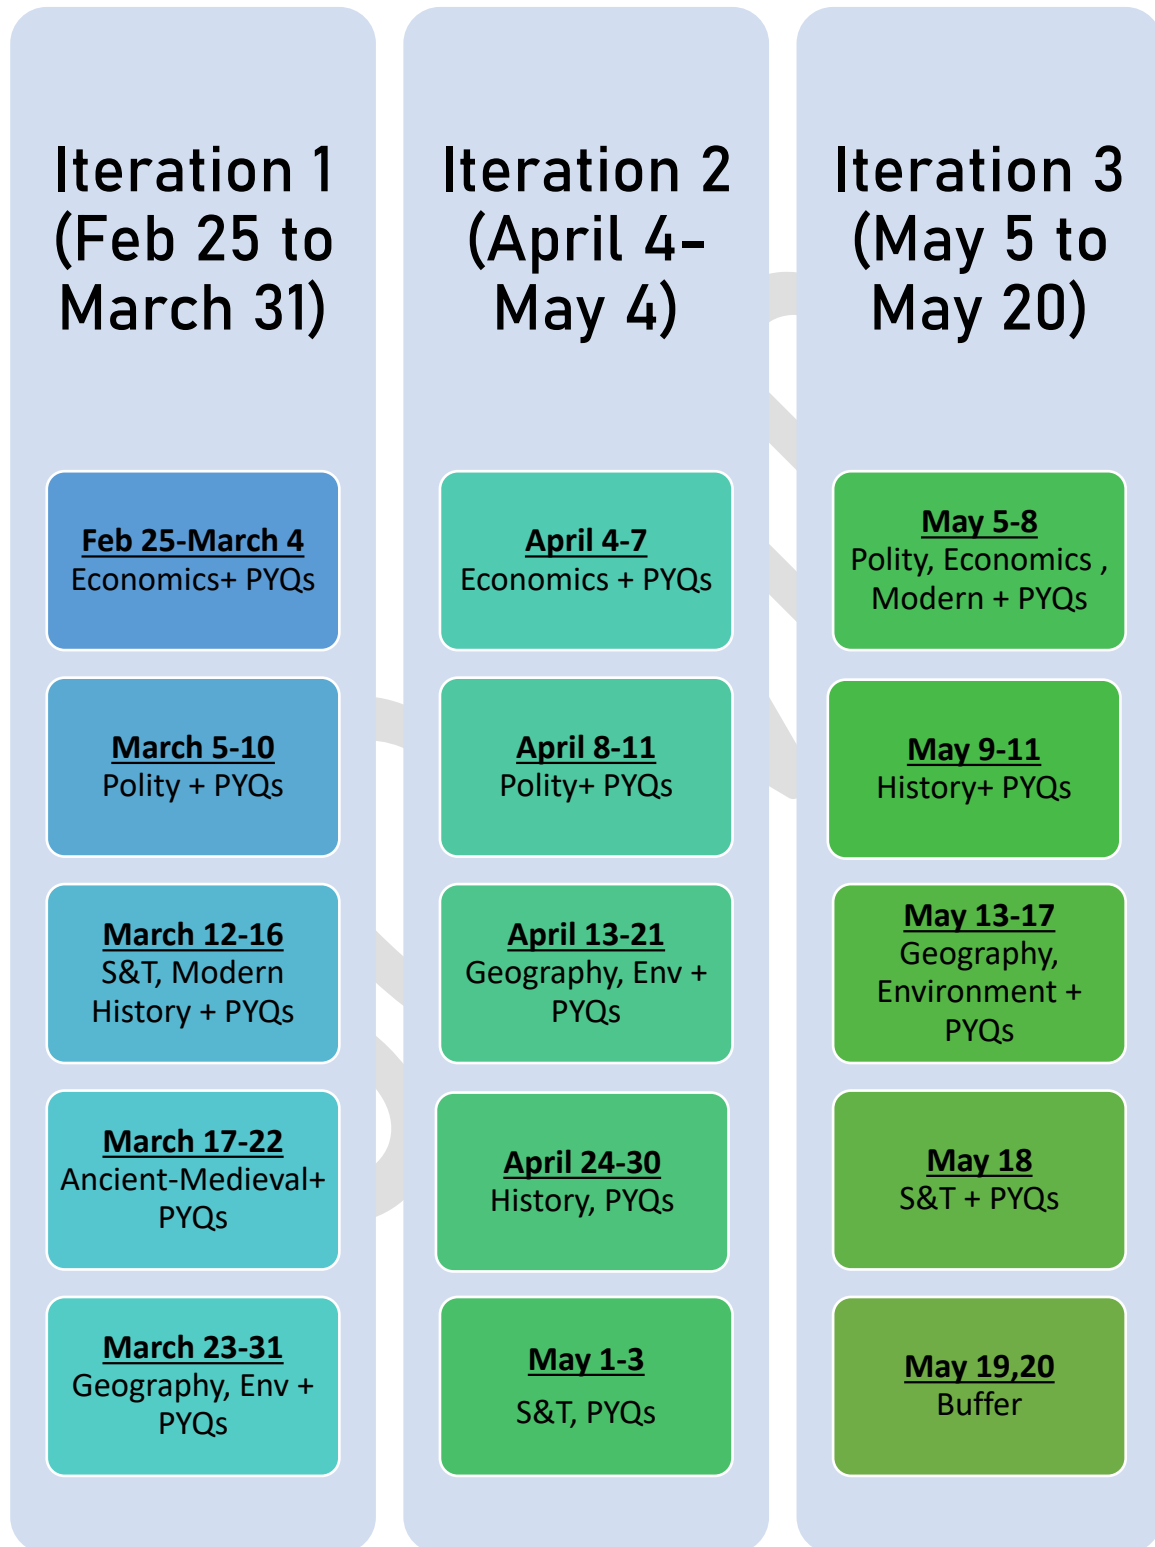 Iteration 1
(Feb 25 to
March 31)
Feb 25-March 4
Economics+ PYQs
March 5-10
Polity + PYQs
March 12-16
S&T, Modern
History + PYQs
March 17-22
Ancient-Medieval+
PYQs
March 23-31
Geography, Env +
PYQs
Iteration 2
(April 4-
May 4)
April 4-7
Economics + PYQs
April 8-11
Polity+ PYQs
April 13-21
Geography, Env +
PYQs
April 24-30
History, PYQs
May 1-3
S&T, PYQs
Iteration 3
(May 5 to
May 20)
May 5-8
Polity, Economics ,
Modern + PYQs
May 9-11
History+ PYQs
May 13-17
Geography,
Environment +
PYQs
May 18
S&T + PYQs
May 19,20
Buffer